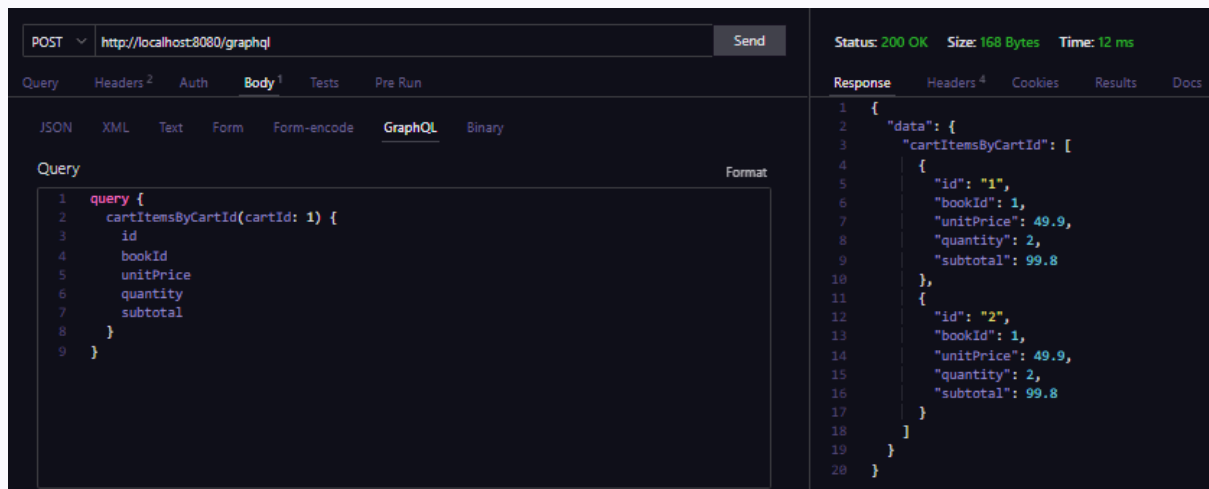 POST http://localhost:8080/graphql Send
Query Headers 2 Auth Body 1 Tests Pre Run
JSON XML Text Form Form-encode GraphQL Binary
Query Format
1 query {
2 cartItemsByCartId(cartId: 1) {
3 id
4 bookId
5 unitPrice
6 quantity
7 subtotal
8 }
9 }
Status: 200 OK Size: 168 Bytes Time: 12 ms
Response Headers 4 Cookies Results Docs
1 {
2 "data": {
3 "cartItemsByCartId": [
4 {
5 "id": "1",
6 "bookId": 1,
7 "unitPrice": 49.9,
8 "quantity": 2,
9 "subtotal": 99.8
10 },
11 {
12 "id": "2",
13 "bookId": 1,
14 "unitPrice": 49.9,
15 "quantity": 2,
16 "subtotal": 99.8
17 }
18 ]
19 }
20 }